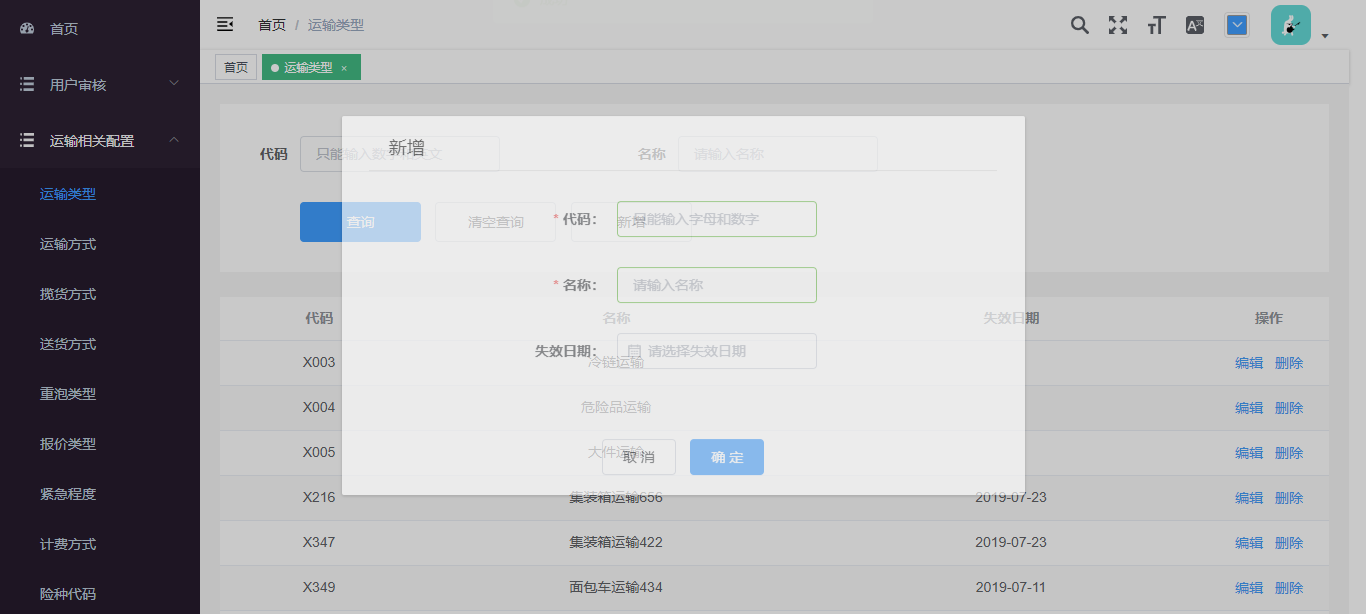 首页
用户审核
运输相关配置
运输类型
运输方式
揽货方式
送货方式
重泡类型
报价类型
紧急程度
计费方式
险种代码
首页 / 运输类型
首页
运输类型 ×
代码 只能输入数字和英文 名称 请输入名称
查询 清空查询 新增
新增
* 代码: 只能输入字母和数字
* 名称: 请输入名称
失效日期: 请选择失效日期
取 消 确 定
代码 名称 失效日期 操作
X003 冷链运输 编辑 删除
X004 危险品运输 编辑 删除
X005 大件运输 编辑 删除
X216 集装箱运输656 2019-07-23 编辑 删除
X347 集装箱运输422 2019-07-23 编辑 删除
X349 面包车运输434 2019-07-11 编辑 删除